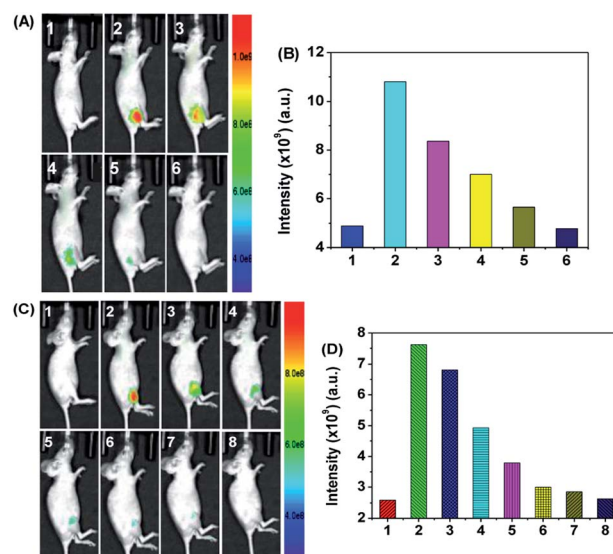 (A)
1 2 3
4 5 6
1.0e9
8.0e8
6.0e8
4.0e8
(B)
Intensity (x10⁹) (a.u.)
12
10
8
6
4
1 2 3 4 5 6
(C)
1 2 3 4
5 6 7 8
8.0e8
6.0e8
4.0e8
(D)
Intensity (x10⁹) (a.u.)
8
7
6
5
4
3
2
1 2 3 4 5 6 7 8